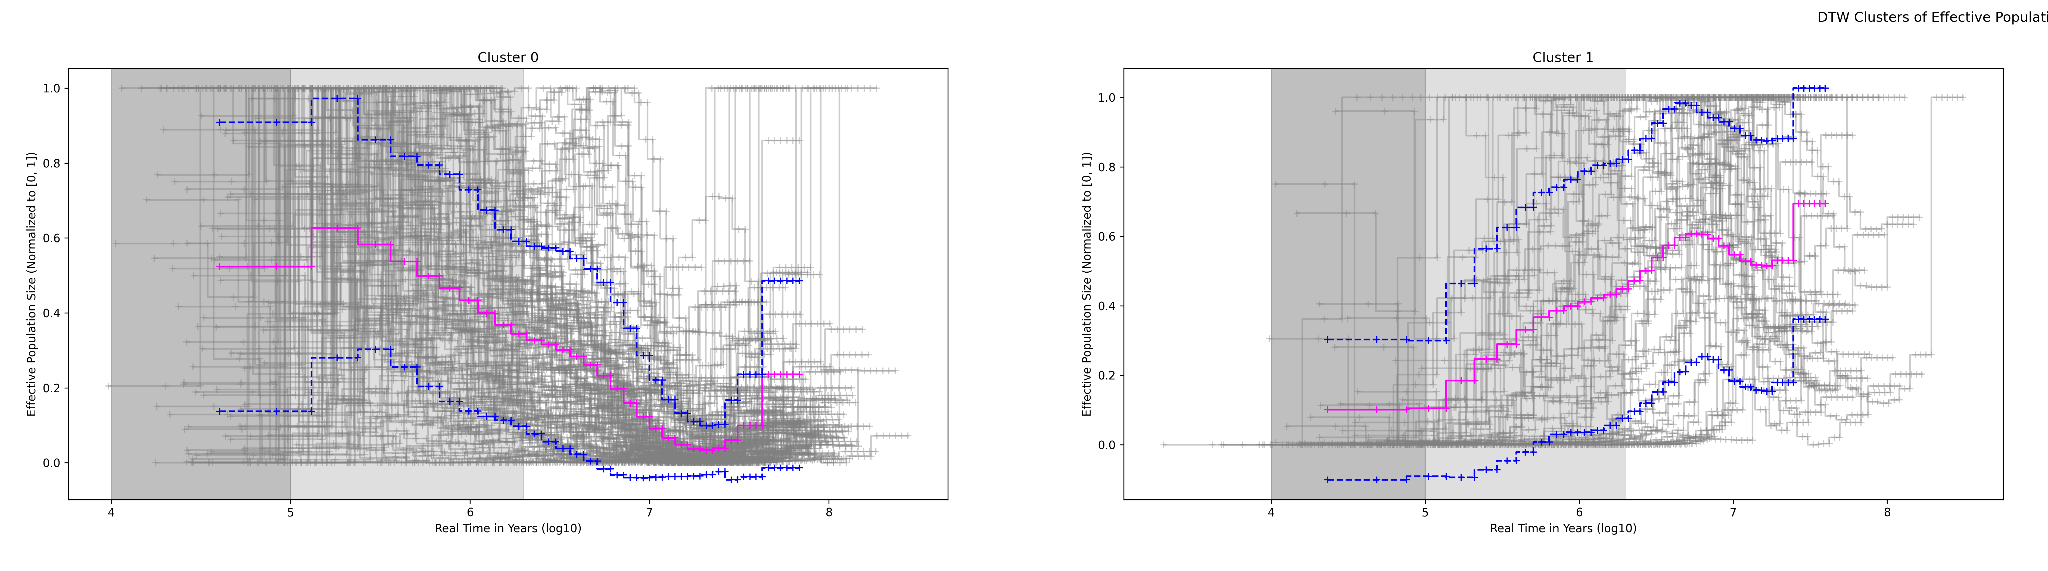 DTW Clusters of Effective Populati
Cluster 0
Effective Population Size (Normalized to [0, 1])
1.0
0.8
0.6
0.4
0.2
0.0
4 5 6 7 8
Real Time in Years (log10)
Cluster 1
Effective Population Size (Normalized to [0, 1])
1.0
0.8
0.6
0.4
0.2
0.0
4 5 6 7 8
Real Time in Years (log10)